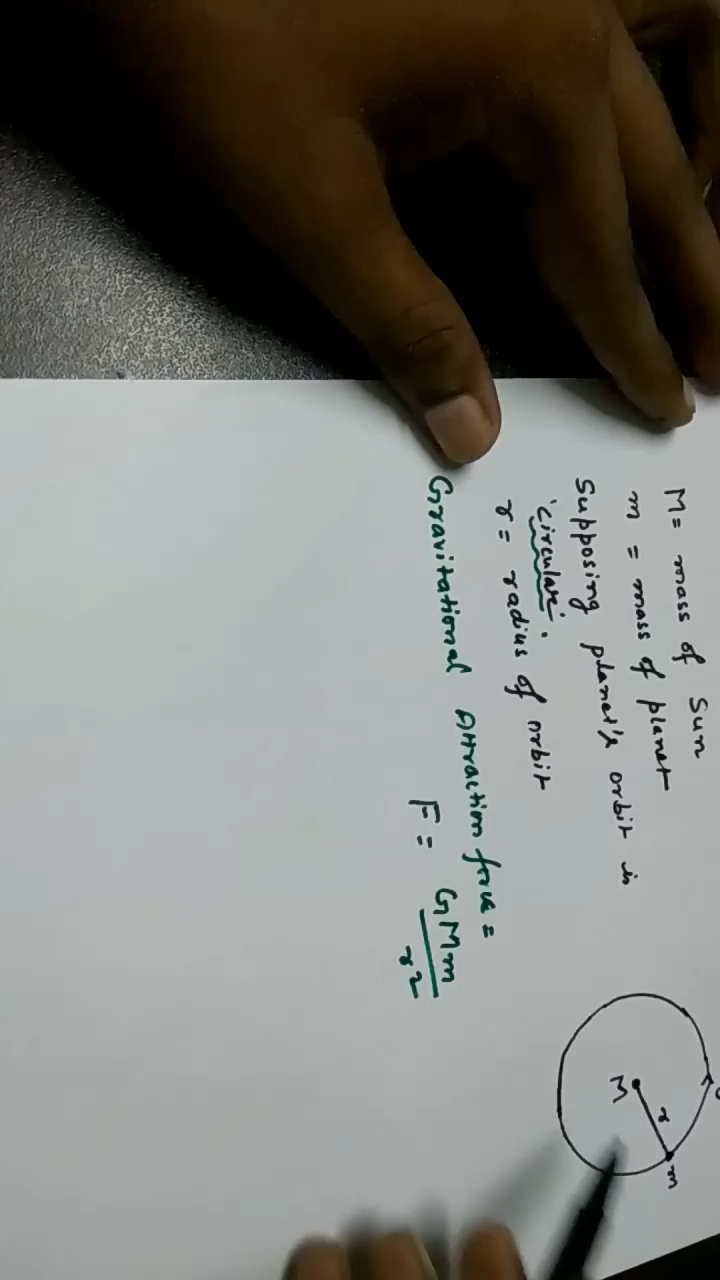 M = mass of Sun
m = mass of planet
Supposing planet's orbit is
'circular'.
r = radius of orbit
Gravitational Attraction force =
F = GMm
r²
M
r
m